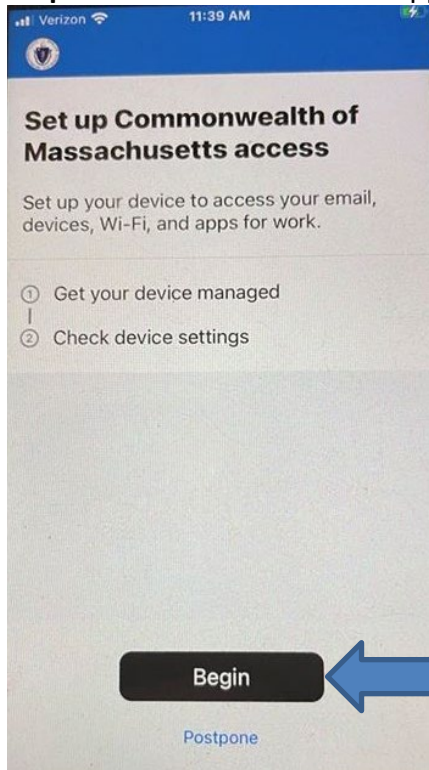 Verizon 11:39 AM
Set up Commonwealth of
Massachusetts access
Set up your device to access your email,
devices, Wi-Fi, and apps for work.
1 Get your device managed
2 Check device settings
Begin
Postpone